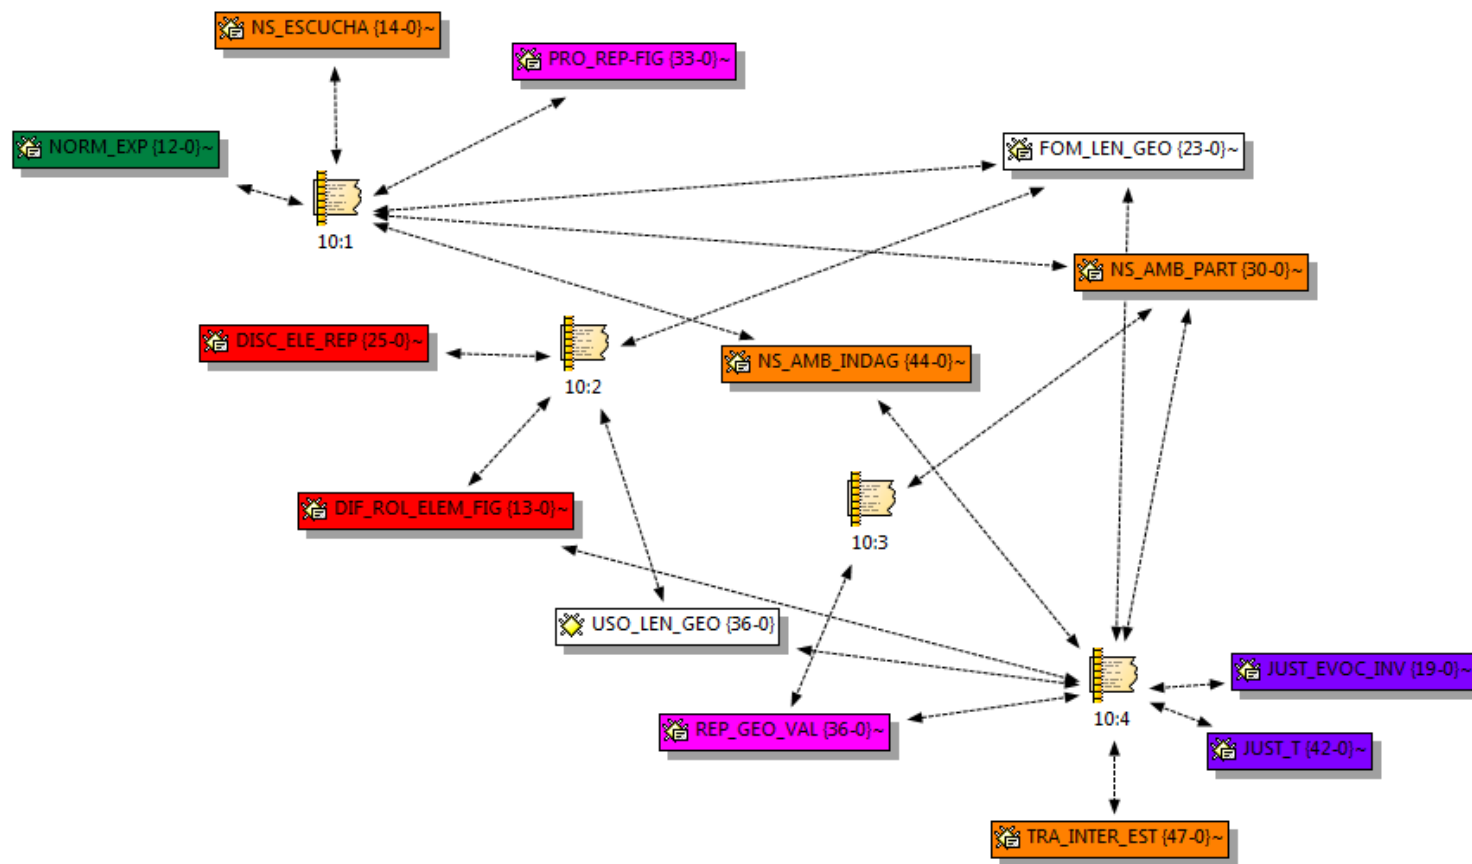 NS_ESCUCHA {14-0}~
PRO_REP-FIG {33-0}~
NORM_EXP {12-0}~
FOM_LEN_GEO {23-0}~
10:1
NS_AMB_PART {30-0}~
DISC_ELE_REP {25-0}~
NS_AMB_INDAG {44-0}~
10:2
DIF_ROL_ELEM_FIG {13-0}~
10:3
USO_LEN_GEO {36-0}
JUST_EVOC_INV {19-0}~
10:4
REP_GEO_VAL {36-0}~
JUST_T {42-0}~
TRA_INTER_EST {47-0}~